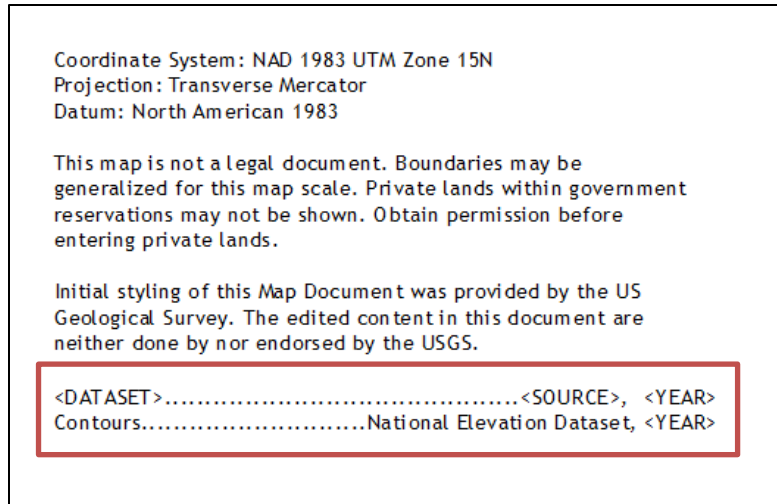 Coordinate System: NAD 1983 UTM Zone 15N
Projection: Transverse Mercator
Datum: North American 1983
This map is not a legal document. Boundaries may be
generalized for this map scale. Private lands within government
reservations may not be shown. Obtain permission before
entering private lands.
Initial styling of this Map Document was provided by the US
Geological Survey. The edited content in this document are
neither done by nor endorsed by the USGS.
<DATASET>............................................<SOURCE>, <YEAR>
Contours............................National Elevation Dataset, <YEAR>